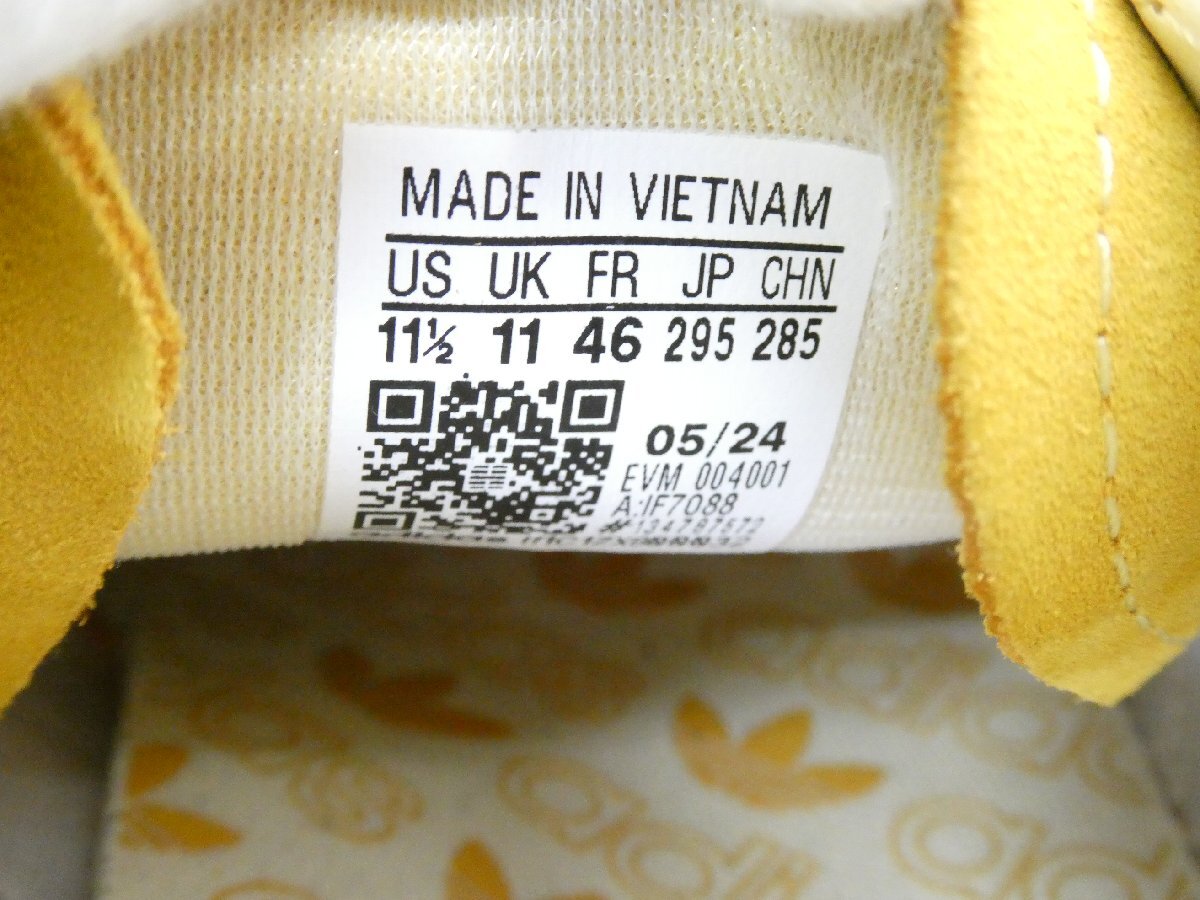 MADE IN VIETNAM
US UK FR JP CHN
11½ 11 46 295 285
05/24
EVM 004001
A:IF7088